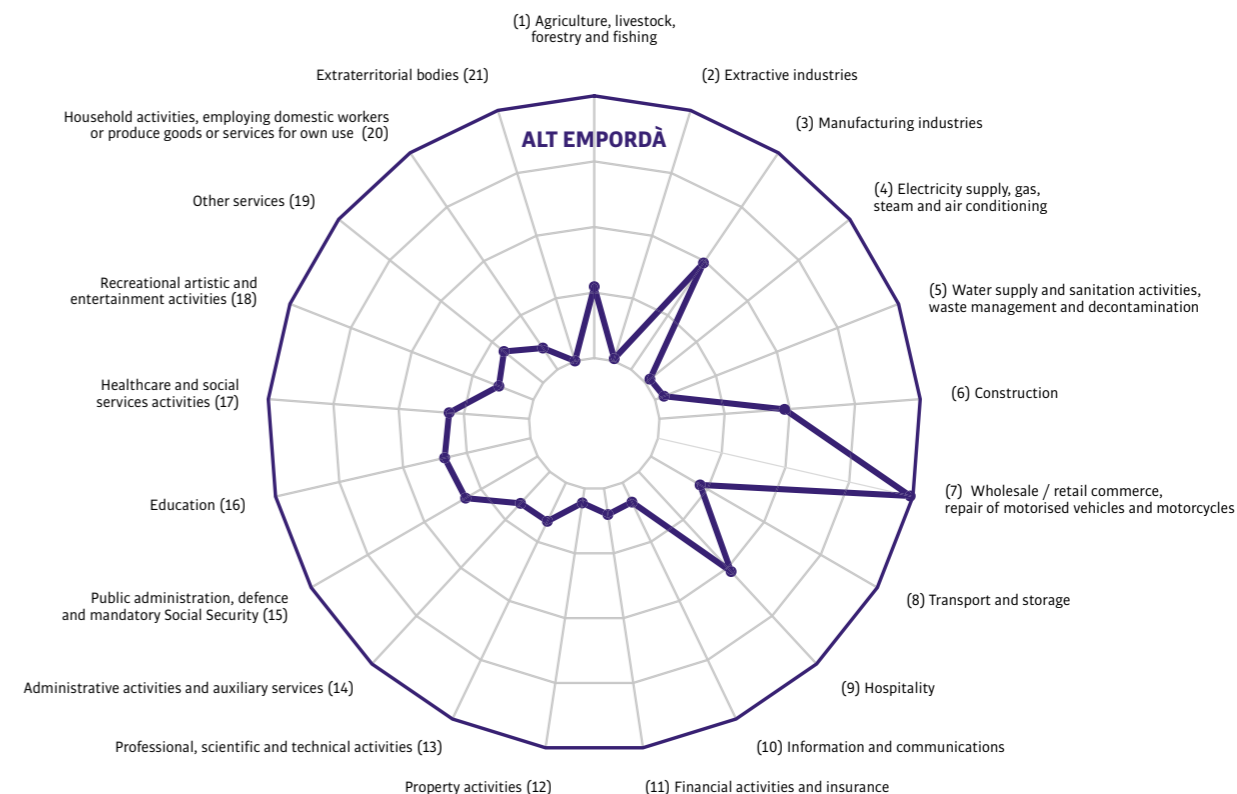 (1) Agriculture, livestock,
forestry and fishing
Extraterritorial bodies (21)
(2) Extractive industries
Household activities, employing domestic workers
or produce goods or services for own use (20)
(3) Manufacturing industries
ALT EMPORDÀ
Other services (19)
(4) Electricity supply, gas,
steam and air conditioning
Recreational artistic and
entertainment activities (18)
(5) Water supply and sanitation activities,
waste management and decontamination
Healthcare and social
services activities (17)
(6) Construction
Education (16)
(7) Wholesale / retail commerce,
repair of motorised vehicles and motorcycles
Public administration, defence
and mandatory Social Security (15)
(8) Transport and storage
Administrative activities and auxiliary services (14)
(9) Hospitality
Professional, scientific and technical activities (13)
(10) Information and communications
Property activities (12)
(11) Financial activities and insurance